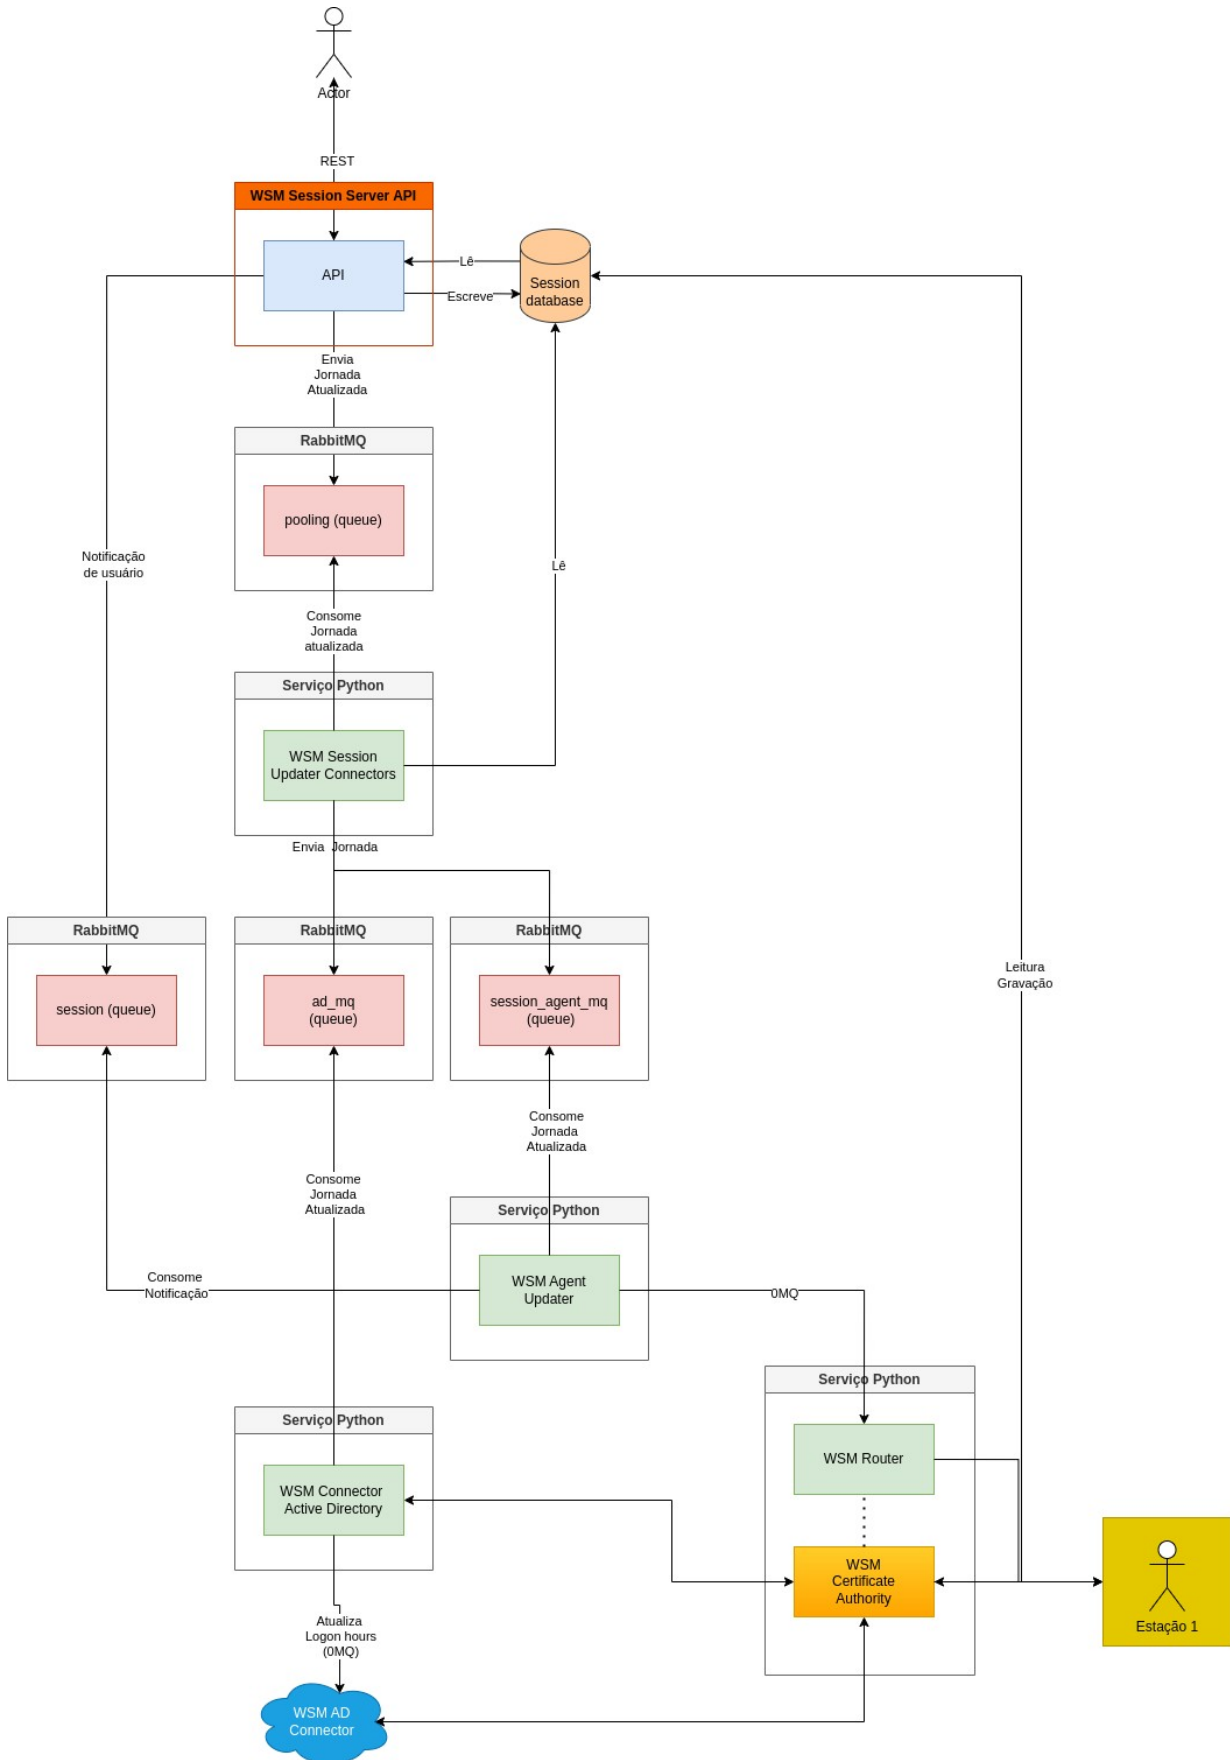 Actor
REST
WSM Session Server API
API
Lê
Escreve
Session
database
Envia
Jornada
Atualizada
RabbitMQ
pooling (queue)
Notificação
de usuário
Lê
Consome
Jornada
atualizada
Serviço Python
WSM Session
Updater Connectors
Envia Jornada
RabbitMQ
RabbitMQ
RabbitMQ
session (queue)
ad_mq
(queue)
session_agent_mq
(queue)
Leitura
Gravação
Consome
Jornada
Atualizada
Consome
Jornada
Atualizada
Serviço Python
WSM Agent
Updater
Consome
Notificação
0MQ
Serviço Python
WSM Router
Serviço Python
WSM Connector
Active Directory
WSM
Certificate
Authority
Estação 1
Atualiza
Logon hours
(0MQ)
WSM AD
Connector